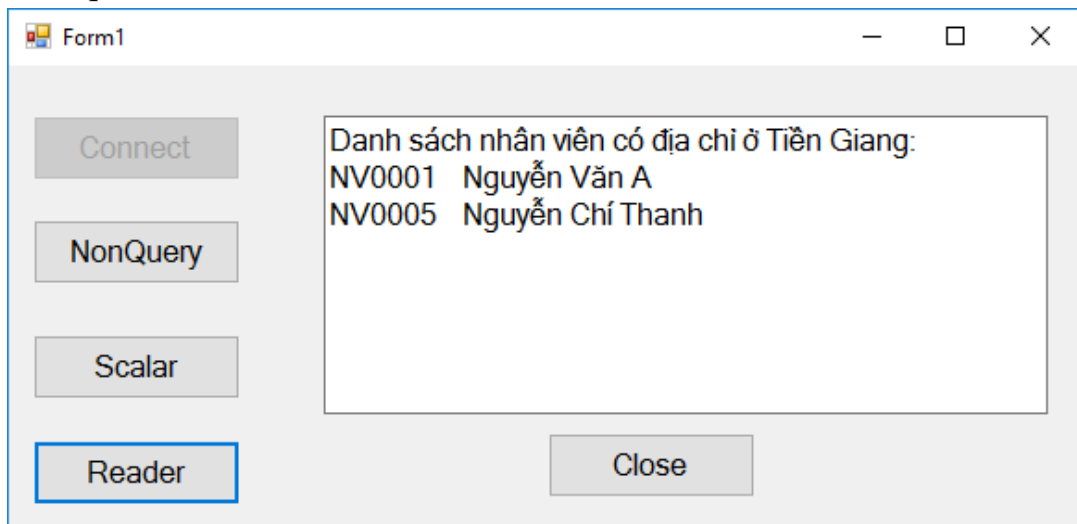 Form1
Connect
NonQuery
Scalar
Reader
Danh sách nhân viên có địa chỉ ở Tiền Giang:
NV0001 Nguyễn Văn A
NV0005 Nguyễn Chí Thanh
Close